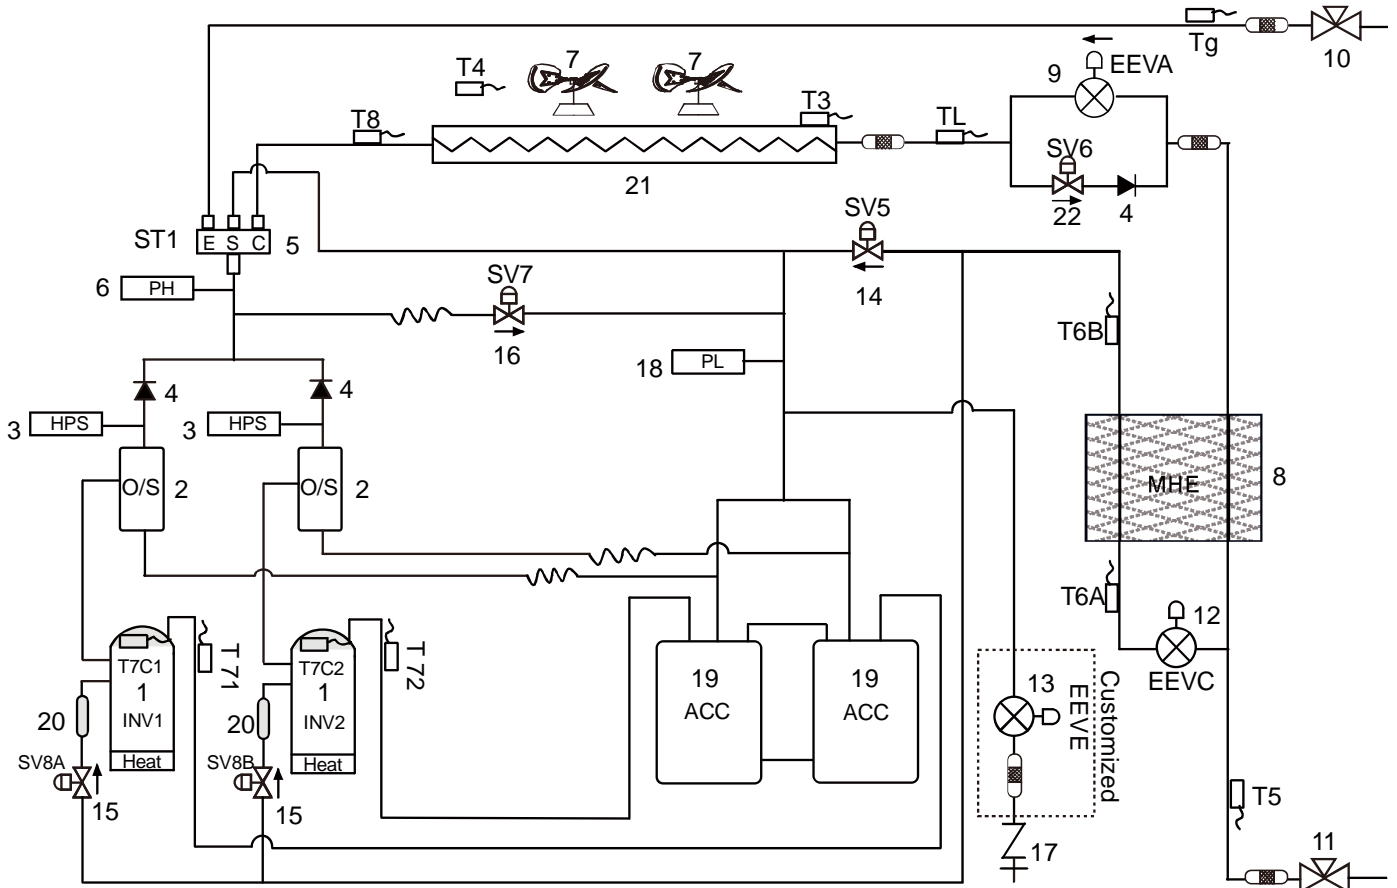 Tg
10
EEVA
9
7
7
T4
T8
T3
TL
SV6
22
4
21
ST1
E S C
5
SV5
14
6
PH
SV7
16
T6B
18
PL
4
4
3
HPS
3
HPS
O/S
2
O/S
2
MHE
8
T6A
12
EEVC
T7C1
1
INV1
Heat
T 71
T7C2
1
INV2
Heat
T 72
20
20
SV8A
15
SV8B
15
19
ACC
19
ACC
13
EEVE
Customized
17
T5
11